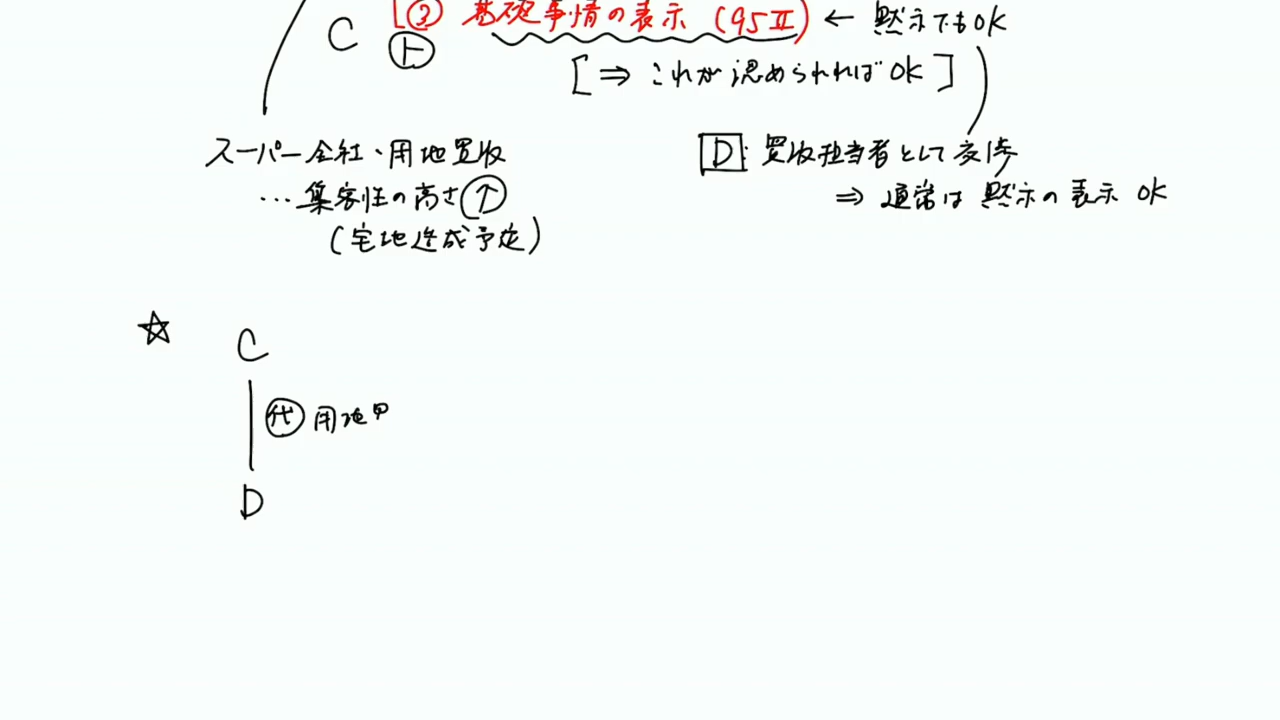 C [③ 基礎事情の表示 (95Ⅱ) ← 黙示でもOK
ト
[⇒ これが認められればOK]
スーパー会社・用地買収
…集客性の高さ↑
(宅地造成予定)
D: 買収担当者として交渉
⇒ 通常は 黙示の表示 OK
☆ C
代 用地甲
D